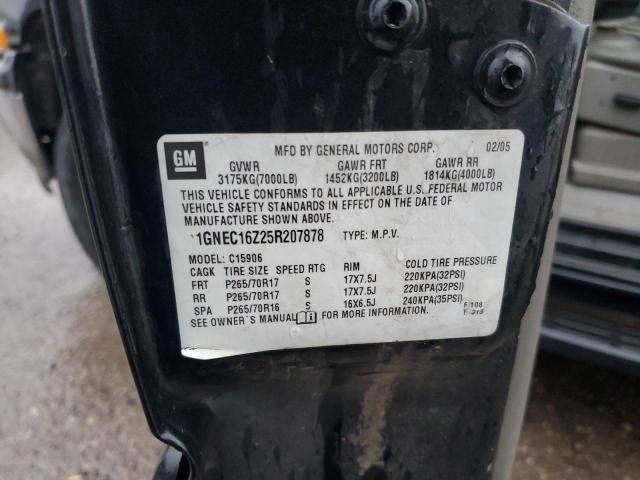 GM
MFD BY GENERAL MOTORS CORP. 02/05
GVWR GAWR FRT GAWR RR
3175KG(7000LB) 1452KG(3200LB) 1814KG(4000LB)
THIS VEHICLE CONFORMS TO ALL APPLICABLE U.S. FEDERAL MOTOR
VEHICLE SAFETY STANDARDS IN EFFECT ON THE DATE OF
MANUFACTURE SHOWN ABOVE.
1GNEC16Z25R207878 TYPE: M.P.V.
MODEL: C15906
CAGK TIRE SIZE SPEED RTG RIM COLD TIRE PRESSURE
FRT P265/70R17 S 17X7.5J 220KPA(32PSI)
RR P265/70R17 S 17X7.5J 220KPA(32PSI)
SPA P265/70R16 S 16X6.5J 240KPA(35PSI)
SEE OWNER'S MANUAL FOR MORE INFORMATION. F 108